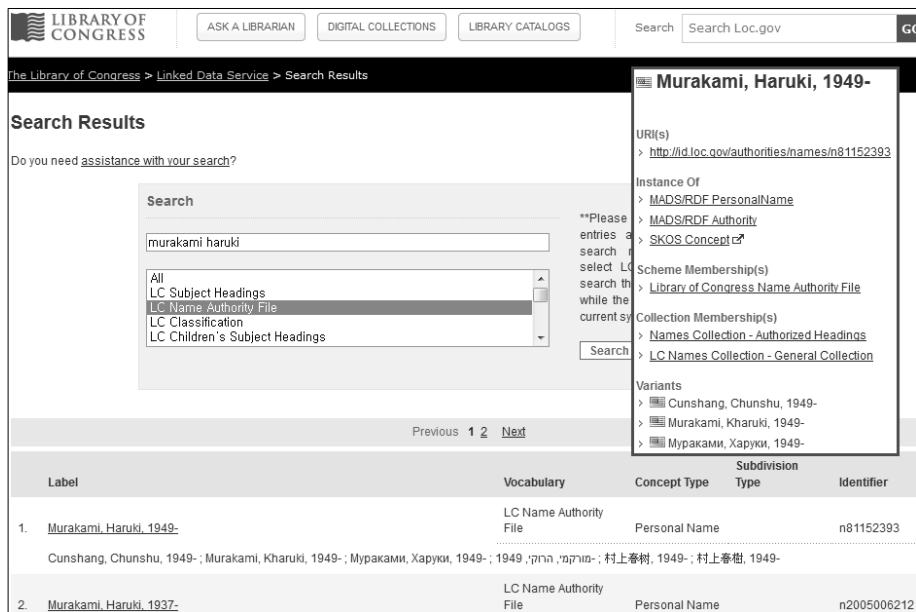 LIBRARY OF
CONGRESS
ASK A LIBRARIAN
DIGITAL COLLECTIONS
LIBRARY CATALOGS
Search
Search Loc.gov
The Library of Congress > Linked Data Service > Search Results
Search Results
Do you need assistance with your search?
Search
murakami haruki
All
LC Subject Headings
LC Name Authority File
LC Classification
LC Children's Subject Headings
**Please
entries
search
select
search
while the
Search
Murakami, Haruki, 1949-
URI(s)
> http://id.loc.gov/authorities/names/n81152393
Instance Of
> MADS/RDF PersonalName
> MADS/RDF Authority
> SKOS Concept
Scheme Membership(s)
> Library of Congress Name Authority File
Collection Membership(s)
> Names Collection - Authorized Headings
> LC Names Collection - General Collection
Variants
> Cunshang, Chunshu, 1949-
> Murakami, Kharuki, 1949-
> Мураками, Харуки, 1949-
Previous 1 2 Next
Label Vocabulary Concept Type Subdivision Type Identifier
1. Murakami, Haruki, 1949- LC Name Authority File Personal Name n81152393
Cunshang, Chunshu, 1949- ; Murakami, Kharuki, 1949- ; Мураками, Харуки, 1949- ; 1949 ,מורקמי, הרוקי- ; 村上春树, 1949- ; 村上春樹, 1949-
2. Murakami, Haruki, 1937- LC Name Authority File Personal Name n2005006212